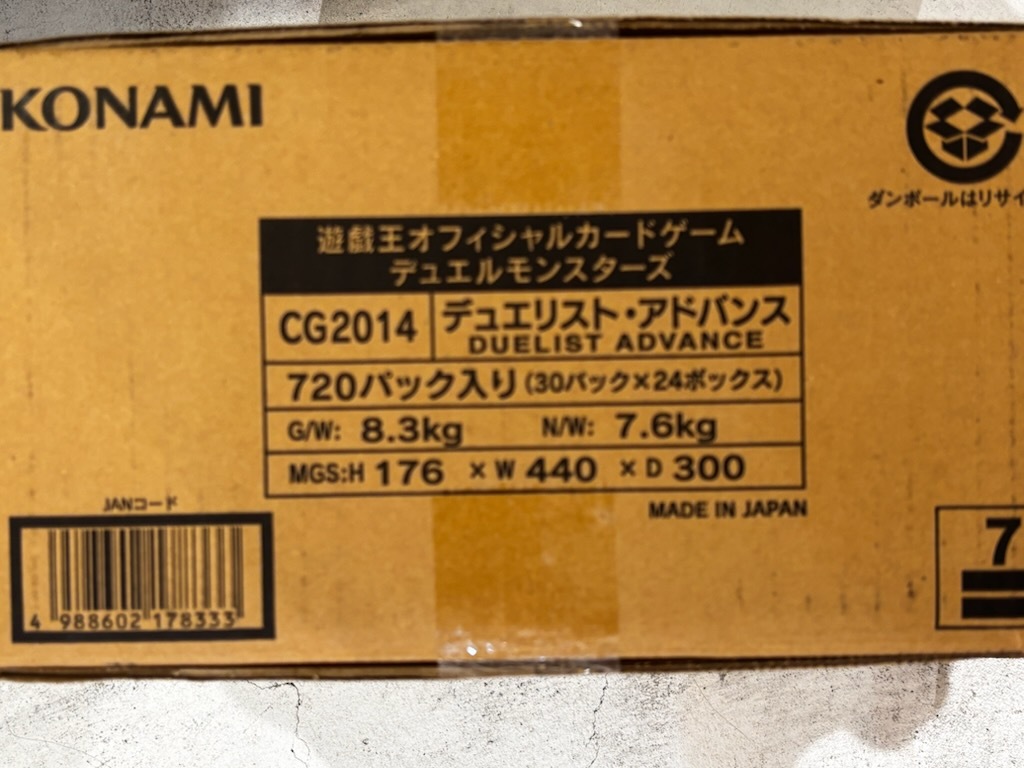 KONAMI
ダンボールはリサイ
遊戯王オフィシャルカードゲーム
デュエルモンスターズ
CG2014
デュエリスト・アドバンス
DUELIST ADVANCE
720パック入り(30パック×24ボックス)
G/W: 8.3kg N/W: 7.6kg
MGS:H 176 ×W 440 ×D 300
MADE IN JAPAN
JANコード
4 988602 178333
7